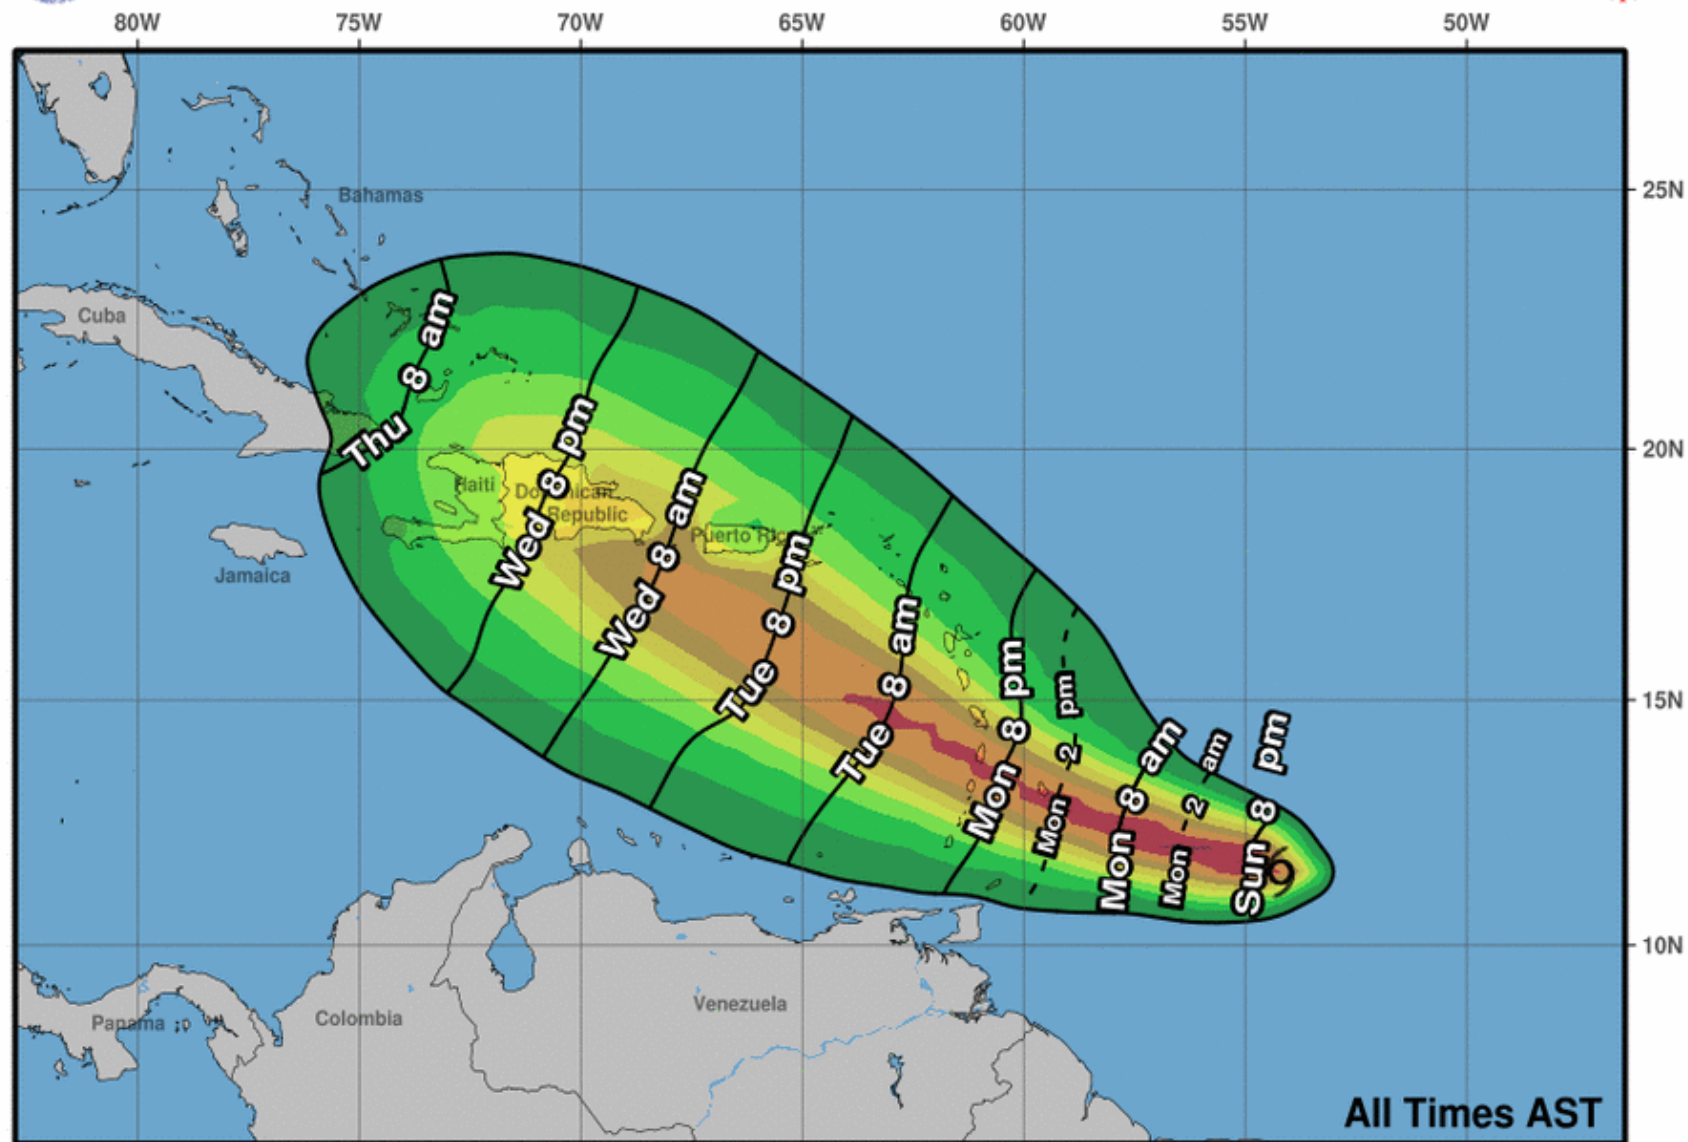 80W 75W 70W 65W 60W 55W 50W
25N
Bahamas
Cuba
Thu 8 am
20N
Haiti
Dominican
Republic
Puerto Rico
Wed 8 pm
Wed 8 am
Tue 8 pm
Tue 8 am
Mon 8 pm
Mon 2 pm
Mon 8 am
Mon 2 am
Sun 8 pm
Jamaica
15N
10N
Venezuela
Colombia
Panama
All Times AST